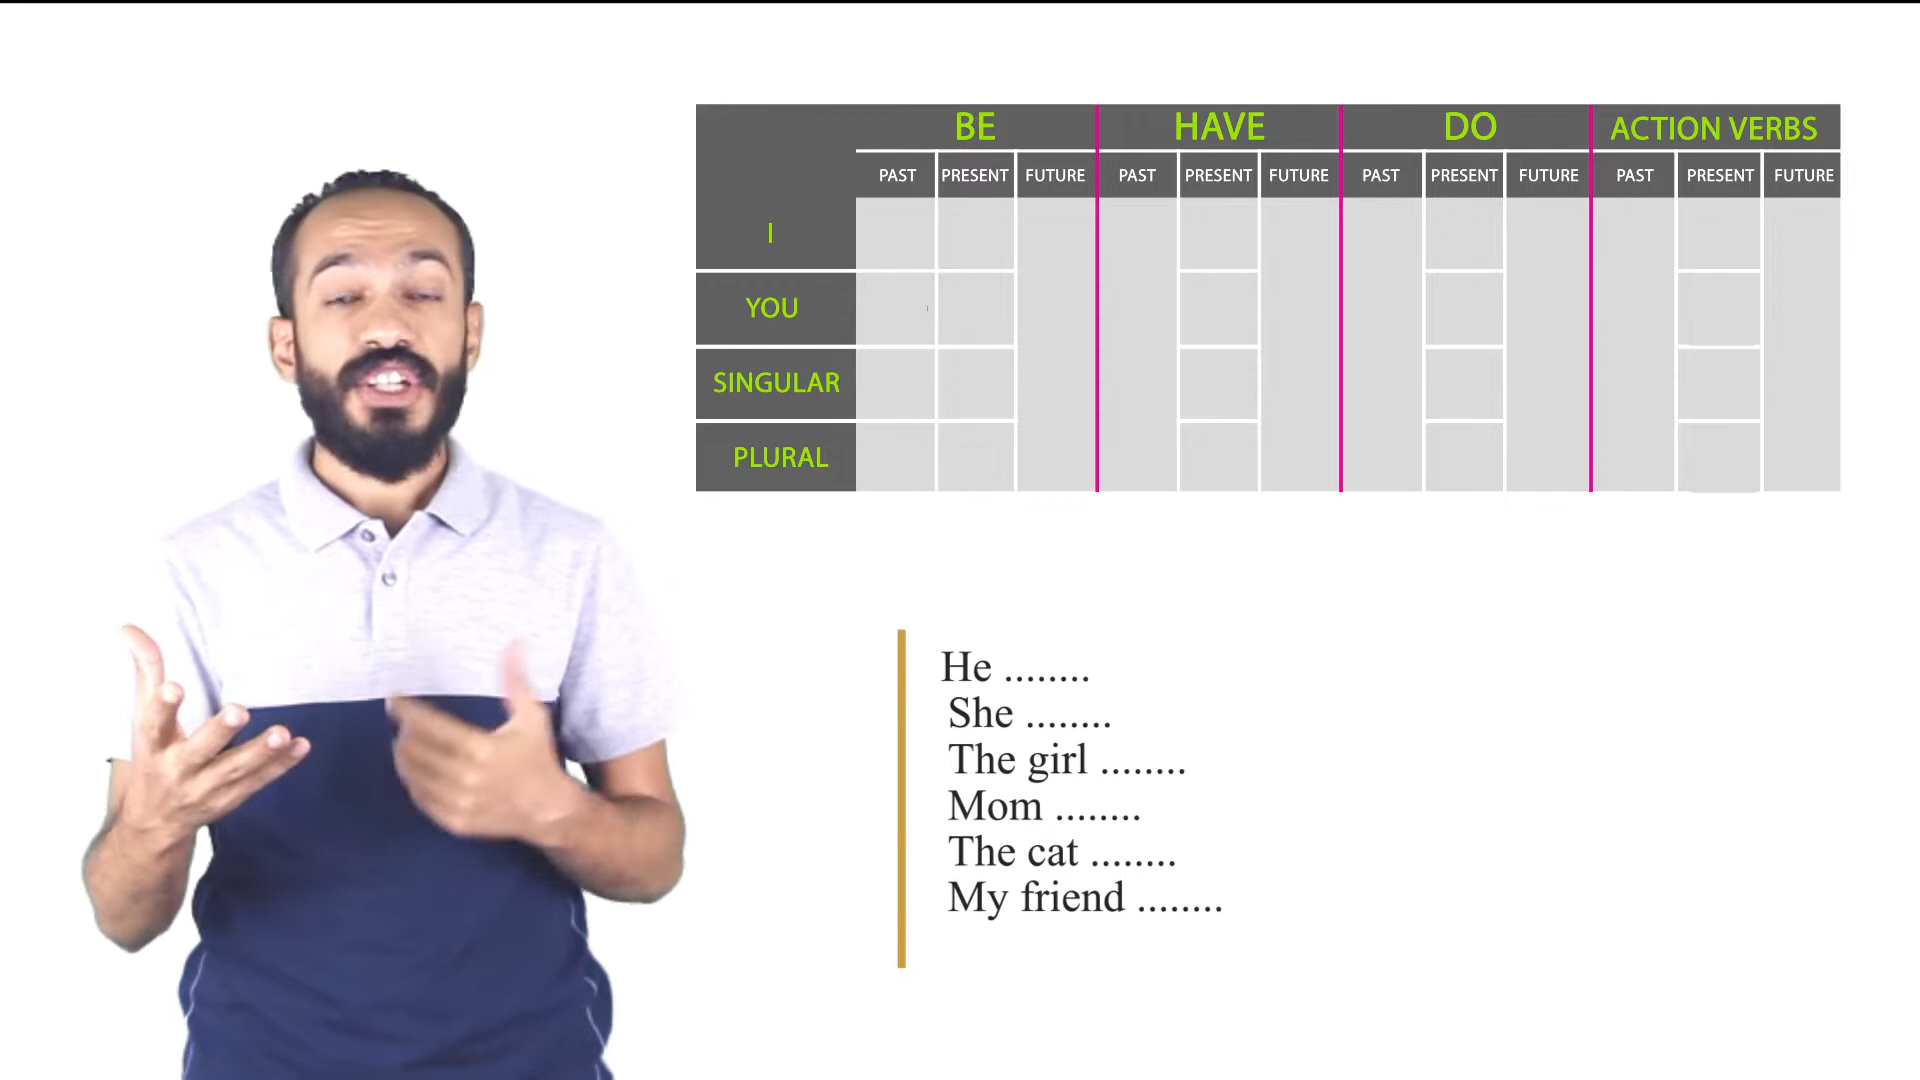 BE HAVE DO ACTION VERBS
PAST PRESENT FUTURE PAST PRESENT FUTURE PAST PRESENT FUTURE PAST PRESENT FUTURE
I
YOU
SINGULAR
PLURAL
He ........
She ........
The girl ........
Mom ........
The cat ........
My friend ........